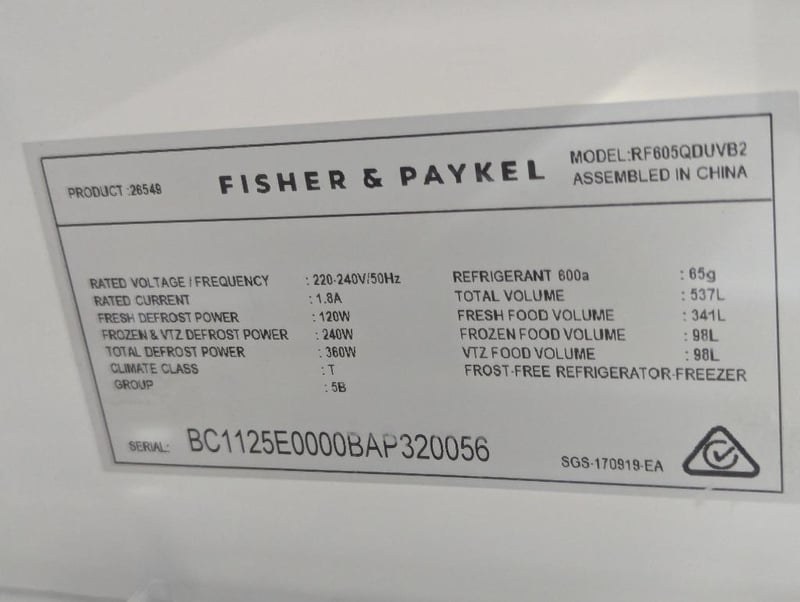 PRODUCT :26549
FISHER & PAYKEL
MODEL:RF605QDUVB2
ASSEMBLED IN CHINA
RATED VOLTAGE / FREQUENCY : 220-240V/50Hz
RATED CURRENT : 1.8A
FRESH DEFROST POWER : 120W
FROZEN & VTZ DEFROST POWER : 240W
TOTAL DEFROST POWER : 360W
CLIMATE CLASS : T
GROUP : 5B
REFRIGERANT 600a : 65g
TOTAL VOLUME : 537L
FRESH FOOD VOLUME : 341L
FROZEN FOOD VOLUME : 98L
VTZ FOOD VOLUME : 98L
FROST-FREE REFRIGERATOR-FREEZER
SERIAL: BC1125E0000BAP320056
SGS-170919-EA